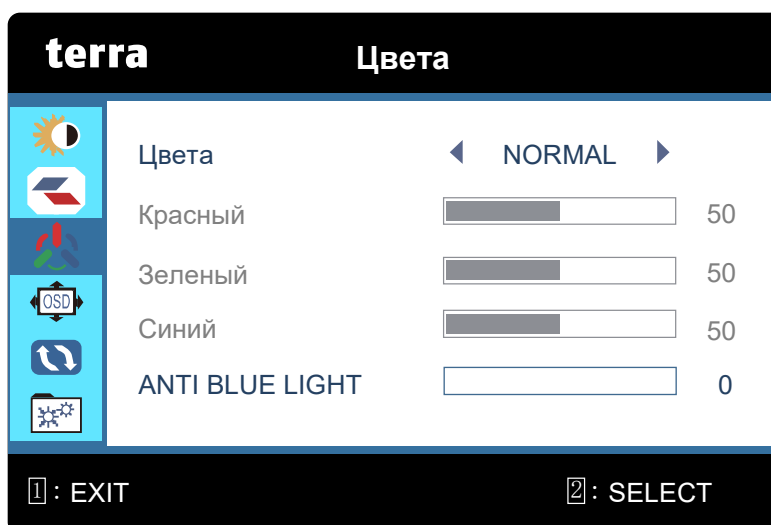 terra Цвета
Цвета NORMAL
Красный 50
Зеленый 50
OSD
Синий 50
ANTI BLUE LIGHT 0
1 : EXIT 2 : SELECT